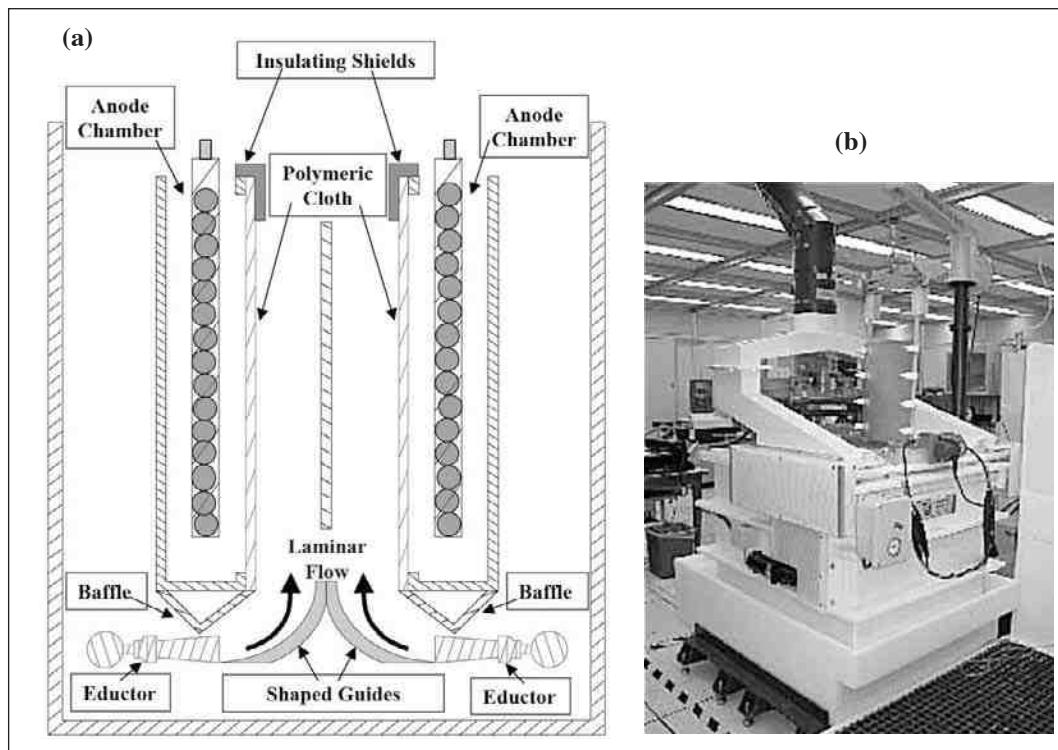 (a)
Insulating Shields
Anode
Chamber
Anode
Chamber
Polymeric
Cloth
(b)
Laminar
Flow
Baffle
Baffle
Eductor
Shaped Guides
Eductor